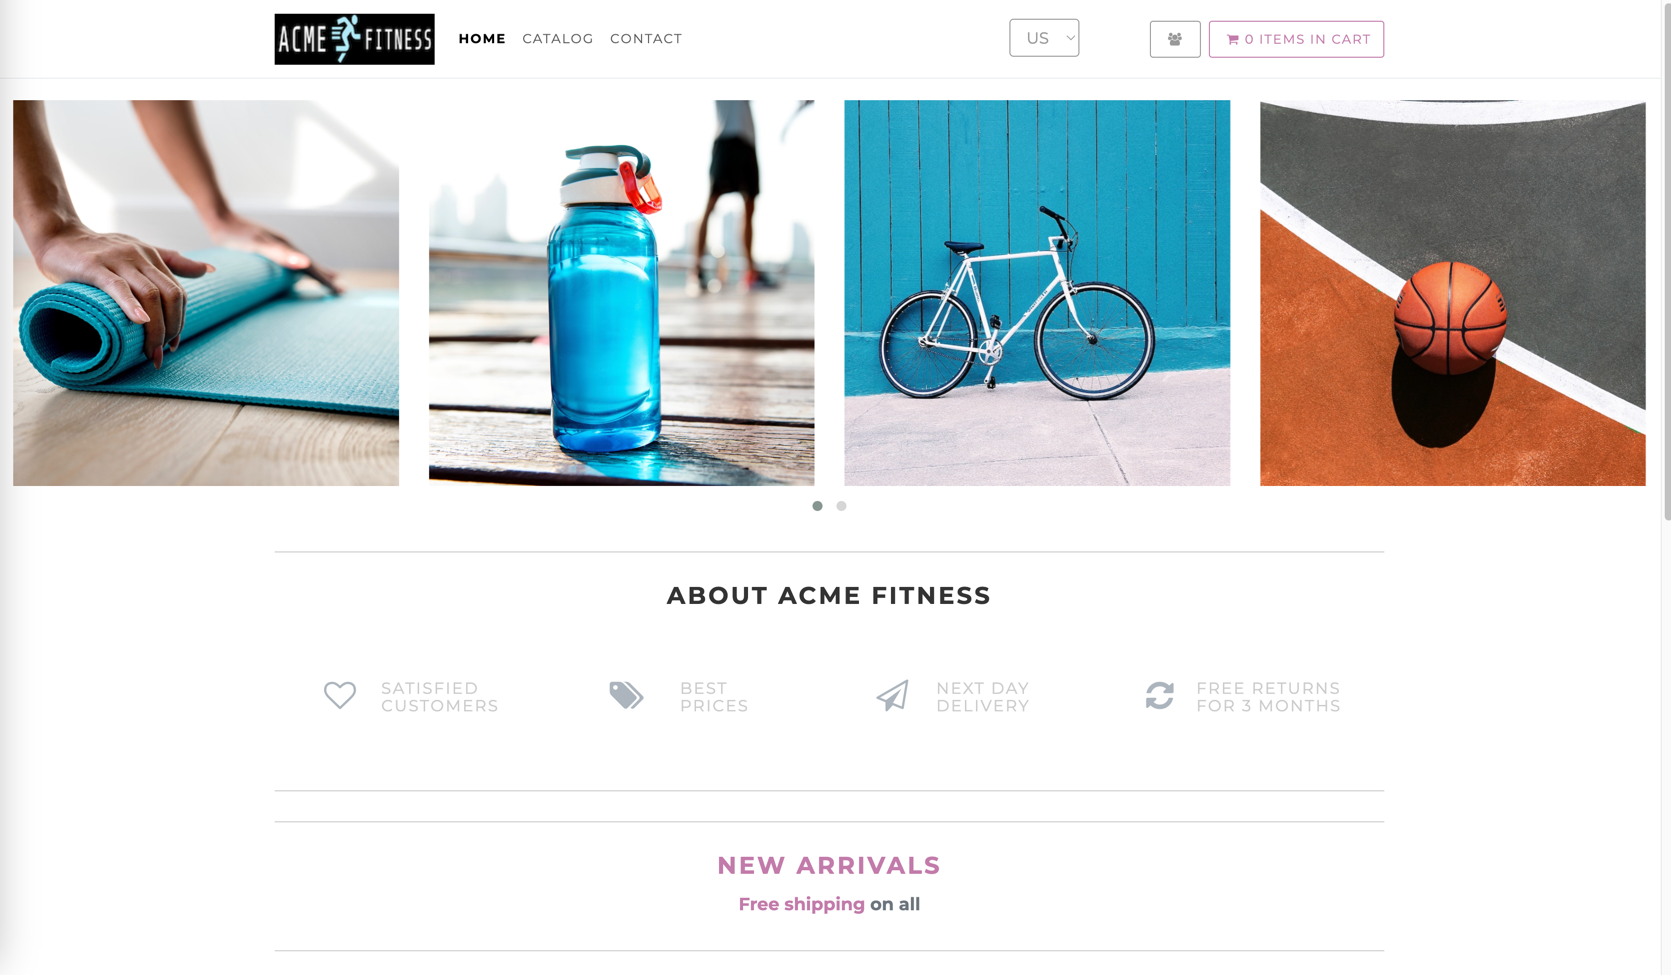 ACME FITNESS
HOME CATALOG CONTACT
US
0 ITEMS IN CART
ABOUT ACME FITNESS
SATISFIED
CUSTOMERS
BEST
PRICES
NEXT DAY
DELIVERY
FREE RETURNS
FOR 3 MONTHS
NEW ARRIVALS
Free shipping on all